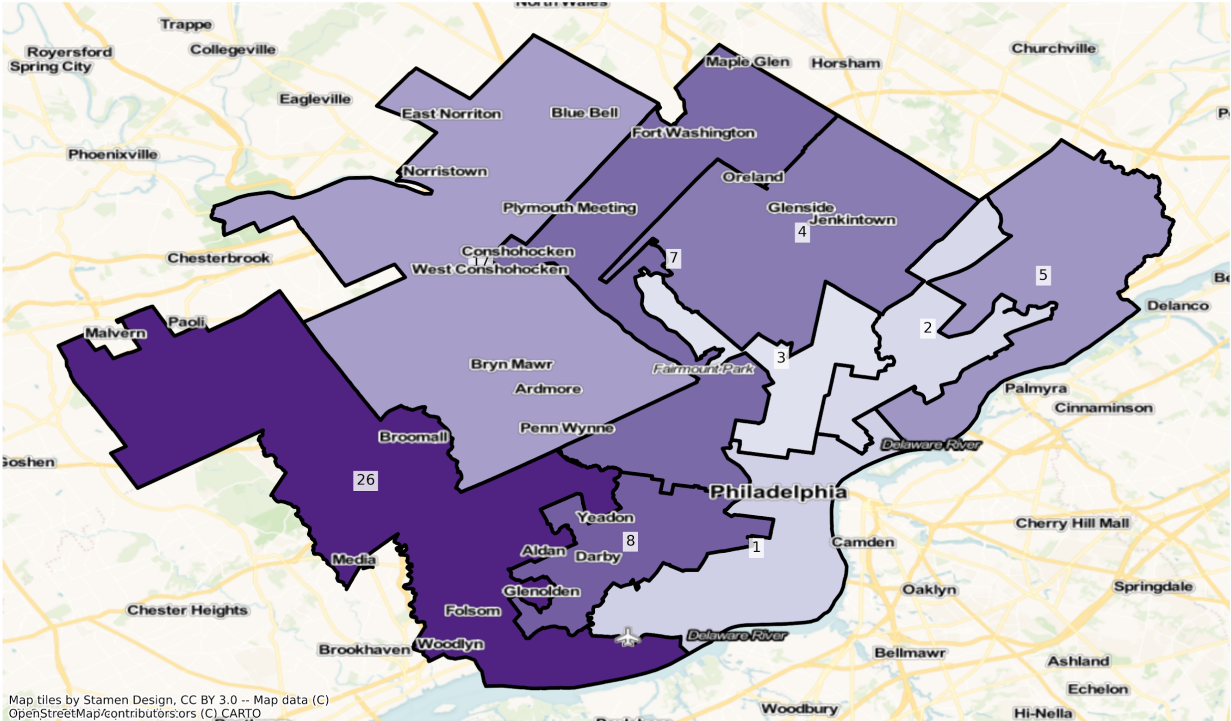 North Wales
Trappe
Royersford
Collegeville
Spring City
Maple Glen
Horsham
Churchville
Eagleville
East Norriton
Blue Bell
Fort Washington
Phoenixville
Norristown
Oreland
Plymouth Meeting
Glenside
Jenkintown
4
Chesterbrook
Conshohocken
17
West Conshohocken
7
5
Delanco
Malvern
Paoli
2
3
Bryn Mawr
Fairmount Park
Ardmore
Palmyra
Cinnaminson
Penn Wynne
Broomall
Delaware River
Goshen
26
Philadelphia
Yeadon
Cherry Hill Mall
8
1
Camden
Aldan
Darby
Media
Glenolden
Oaklyn
Springdale
Chester Heights
Folsom
Delaware River
Brookhaven
Woodlyn
Bellmawr
Ashland
Echelon
Map tiles by Stamen Design, CC BY 3.0 -- Map data (C)
OpenStreetMap contributors (C) CARTO
Woodbury
Hi-Nella